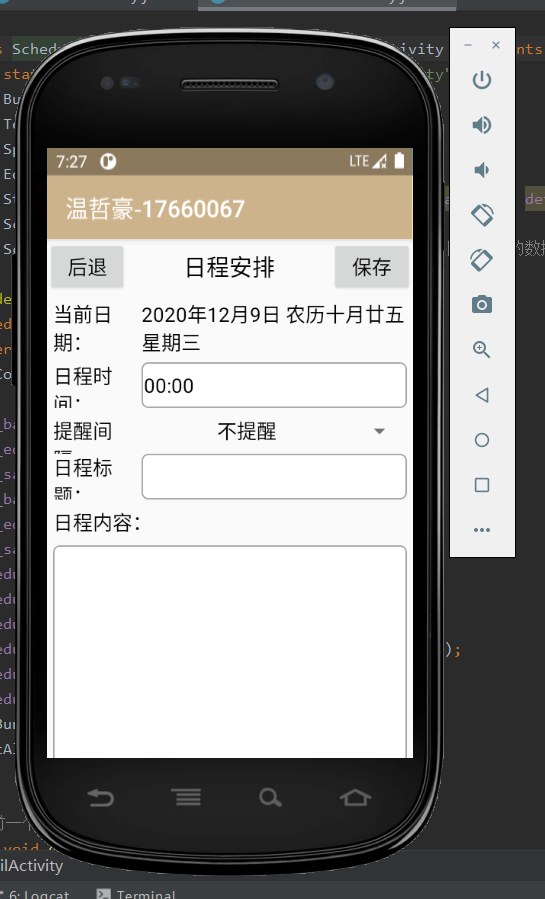 7:27
LTE
温哲豪-17660067
后退
日程安排
保存
当前日期:
2020年12月9日 农历十月廿五
星期三
日程时间:
00:00
提醒间隔
不提醒
日程标题:
日程内容:
);
ilActivity
6: Logcat
Terminal